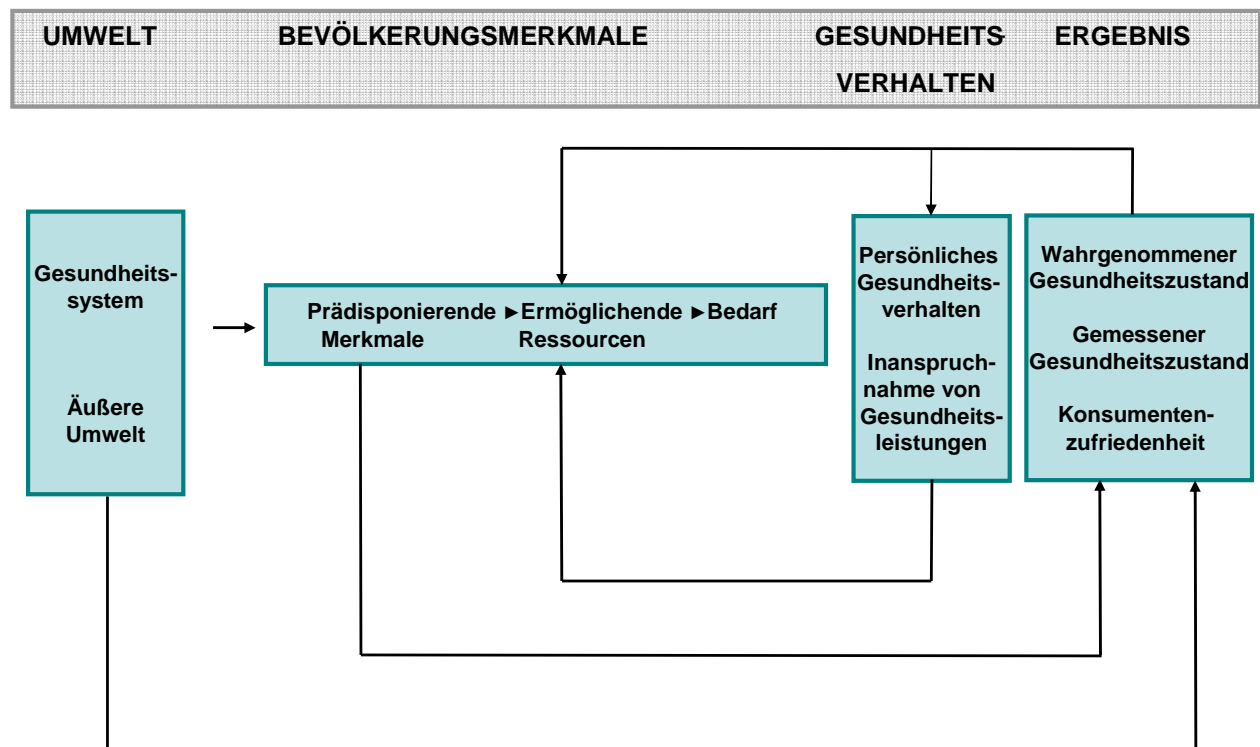 UMWELT BEVÖLKERUNGSMERKMALE GESUNDHEITS- ERGEBNIS
VERHALTEN
Gesundheits-
system
Äußere
Umwelt
Prädisponierende ►Ermöglichende ►Bedarf
Merkmale Ressourcen
Persönliches
Gesundheits-
verhalten
Inanspruch-
nahme von
Gesundheits-
leistungen
Wahrgenommener
Gesundheitszustand
Gemessener
Gesundheitszustand
Konsumenten-
zufriedenheit